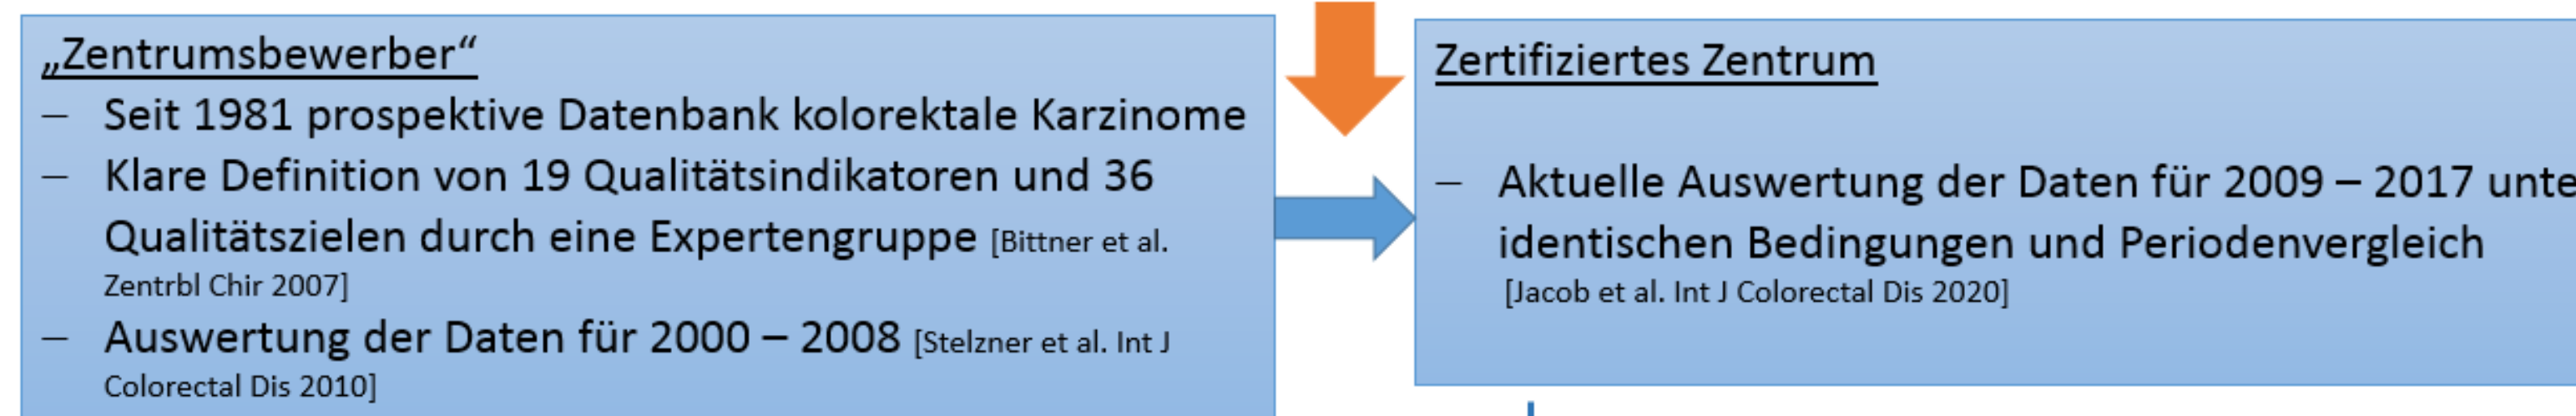 „Zentrumsbewerber“
– Seit 1981 prospektive Datenbank kolorektale Karzinome
– Klare Definition von 19 Qualitätsindikatoren und 36
Qualitätszielen durch eine Expertengruppe [Bittner et al.
Zentrbl Chir 2007]
– Auswertung der Daten für 2000 – 2008 [Stelzner et al. Int J
Colorectal Dis 2010]
Zertifiziertes Zentrum
– Aktuelle Auswertung der Daten für 2009 – 2017 unte
identischen Bedingungen und Periodenvergleich
[Jacob et al. Int J Colorectal Dis 2020]